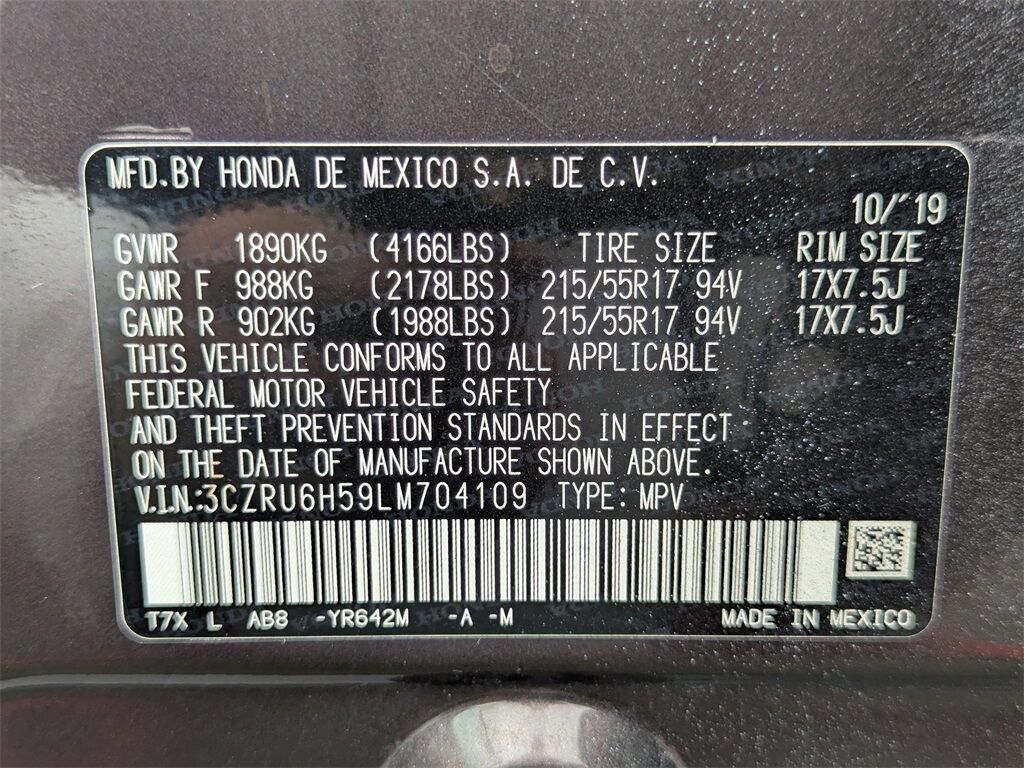 MFD.BY HONDA DE MEXICO S.A. DE C.V.
10/'19
GVWR 1890KG (4166LBS) TIRE SIZE RIM SIZE
GAWR F 988KG (2178LBS) 215/55R17 94V 17X7.5J
GAWR R 902KG (1988LBS) 215/55R17 94V 17X7.5J
THIS VEHICLE CONFORMS TO ALL APPLICABLE
FEDERAL MOTOR VEHICLE SAFETY
AND THEFT PREVENTION STANDARDS IN EFFECT
ON THE DATE OF MANUFACTURE SHOWN ABOVE.
V.I.N.:3CZRU6H59LM704109 TYPE: MPV
T7X L AB8 -YR642M -A -M MADE IN MEXICO